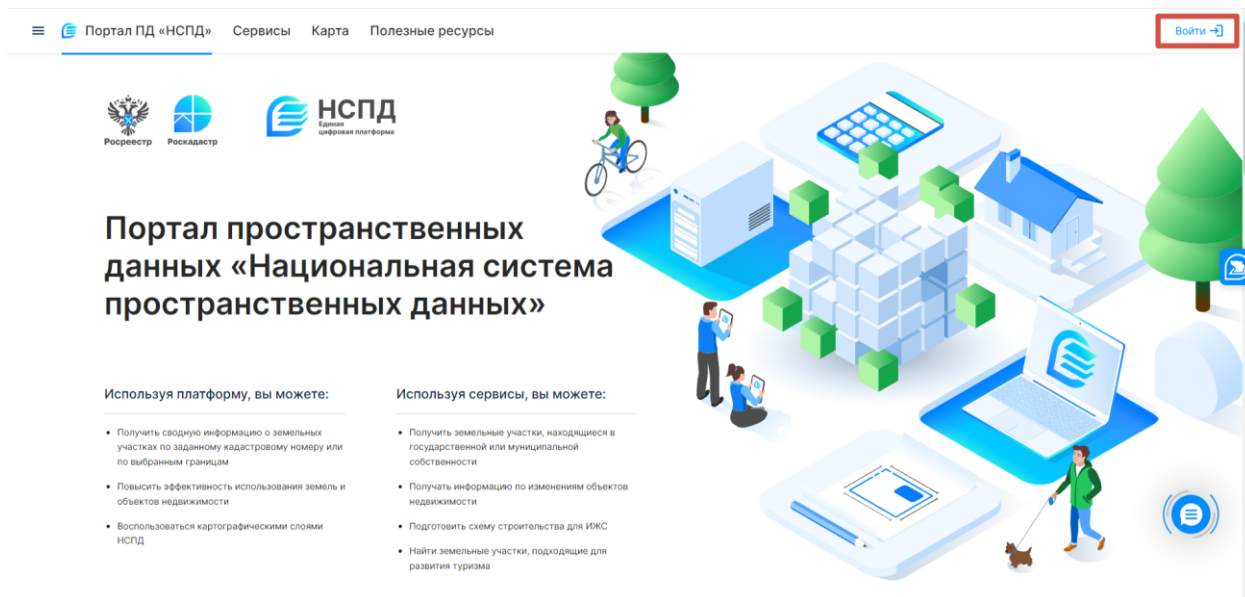 Портал ПД «НСПД» Сервисы Карта Полезные ресурсы Войти
Росреестр Роскадастр
НСПД
Единая
цифровая платформа
Портал пространственных
данных «Национальная система
пространственных данных»
Используя платформу, вы можете:
• Получить сводную информацию о земельных
участках по заданному кадастровому номеру или
по выбранным границам
• Повысить эффективность использования земель и
объектов недвижимости
• Воспользоваться картографическими слоями
НСПД
Используя сервисы, вы можете:
• Получить земельные участки, находящиеся в
государственной или муниципальной
собственности
• Получать информацию по изменениям объектов
недвижимости
• Подготовить схему строительства для ИЖС
• Найти земельные участки, подходящие для
развития туризма